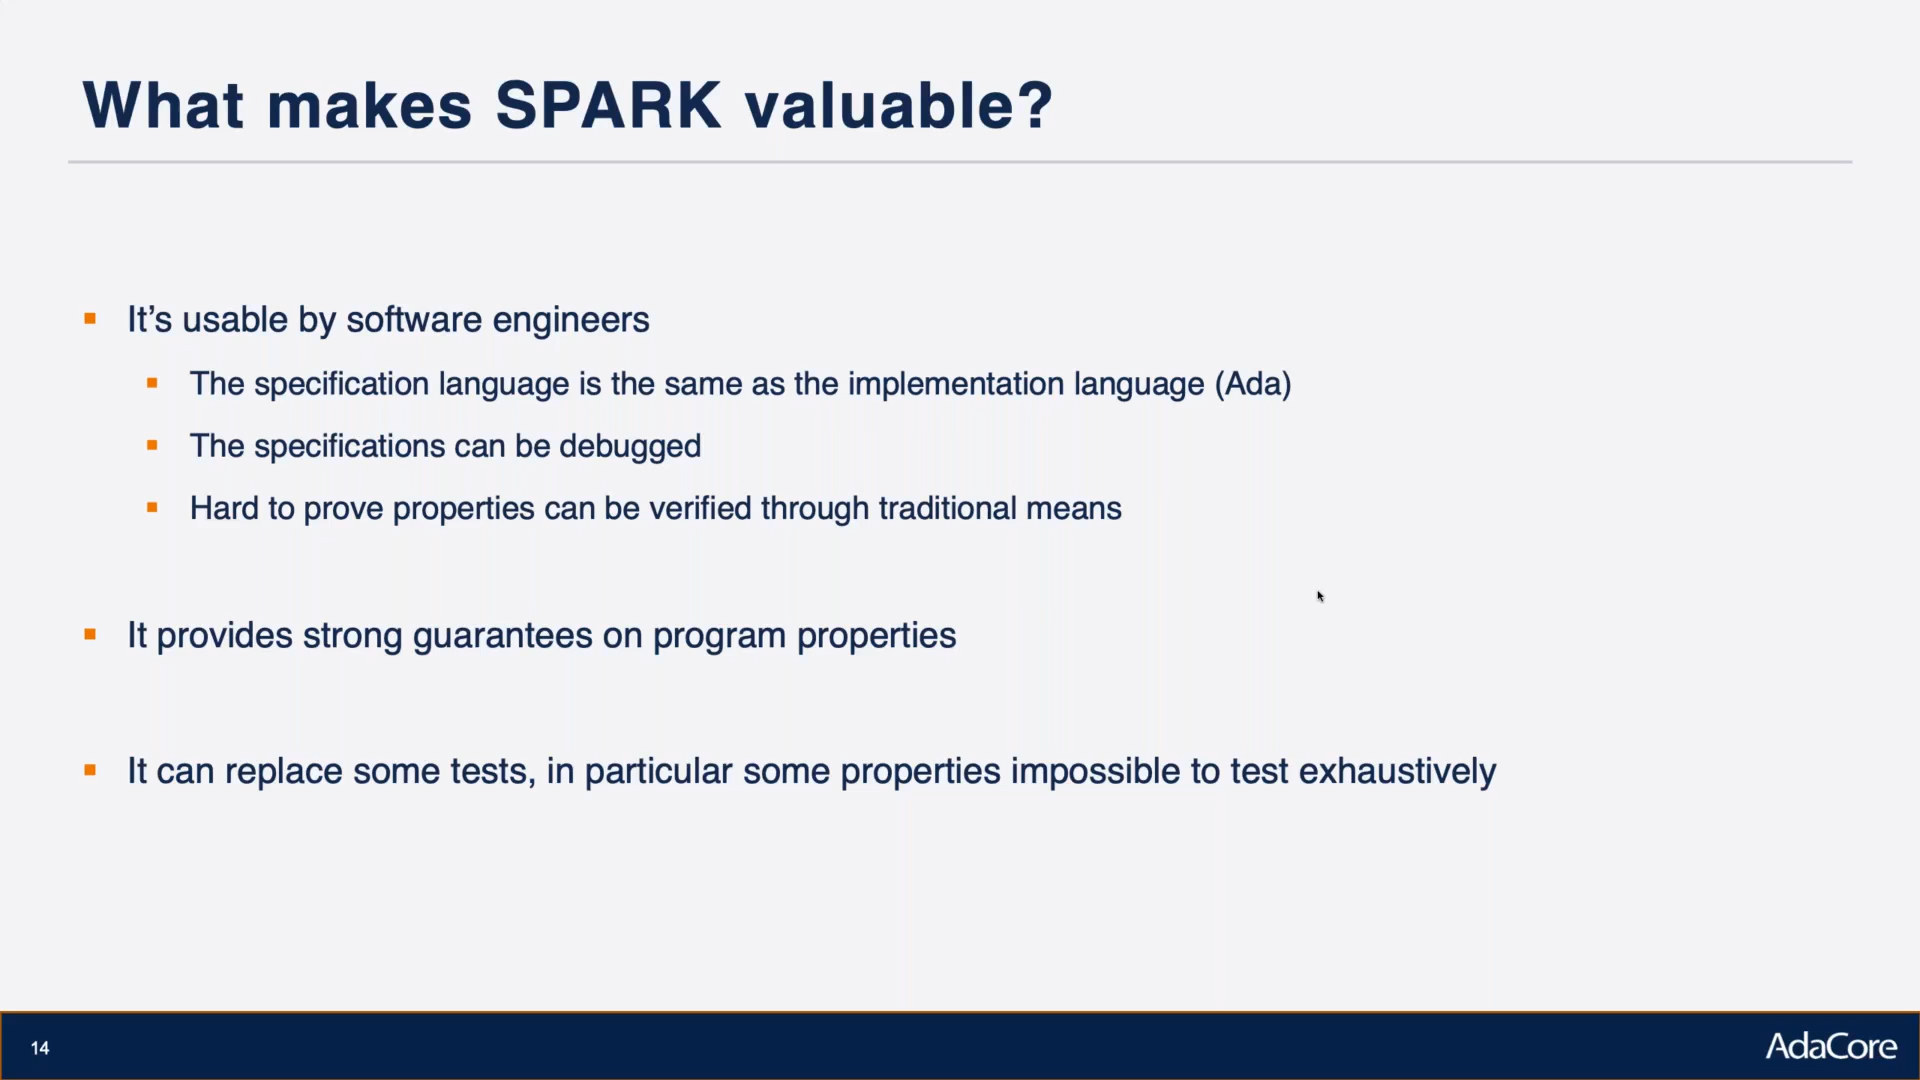 What makes SPARK valuable?
It’s usable by software engineers
The specification language is the same as the implementation language (Ada)
The specifications can be debugged
Hard to prove properties can be verified through traditional means
It provides strong guarantees on program properties
It can replace some tests, in particular some properties impossible to test exhaustively
14
AdaCore